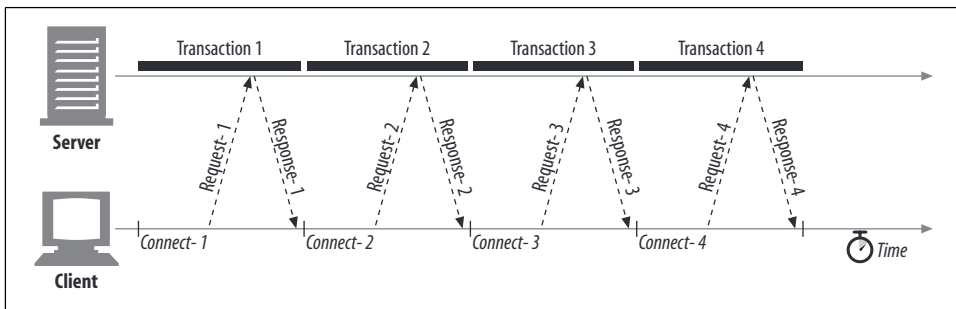 Transaction 1 Transaction 2 Transaction 3 Transaction 4
Server
Request- 1
Response- 1
Request- 2
Response- 2
Request- 3
Response- 3
Request- 4
Response- 4
Connect- 1 Connect- 2 Connect- 3 Connect- 4
Time
Client